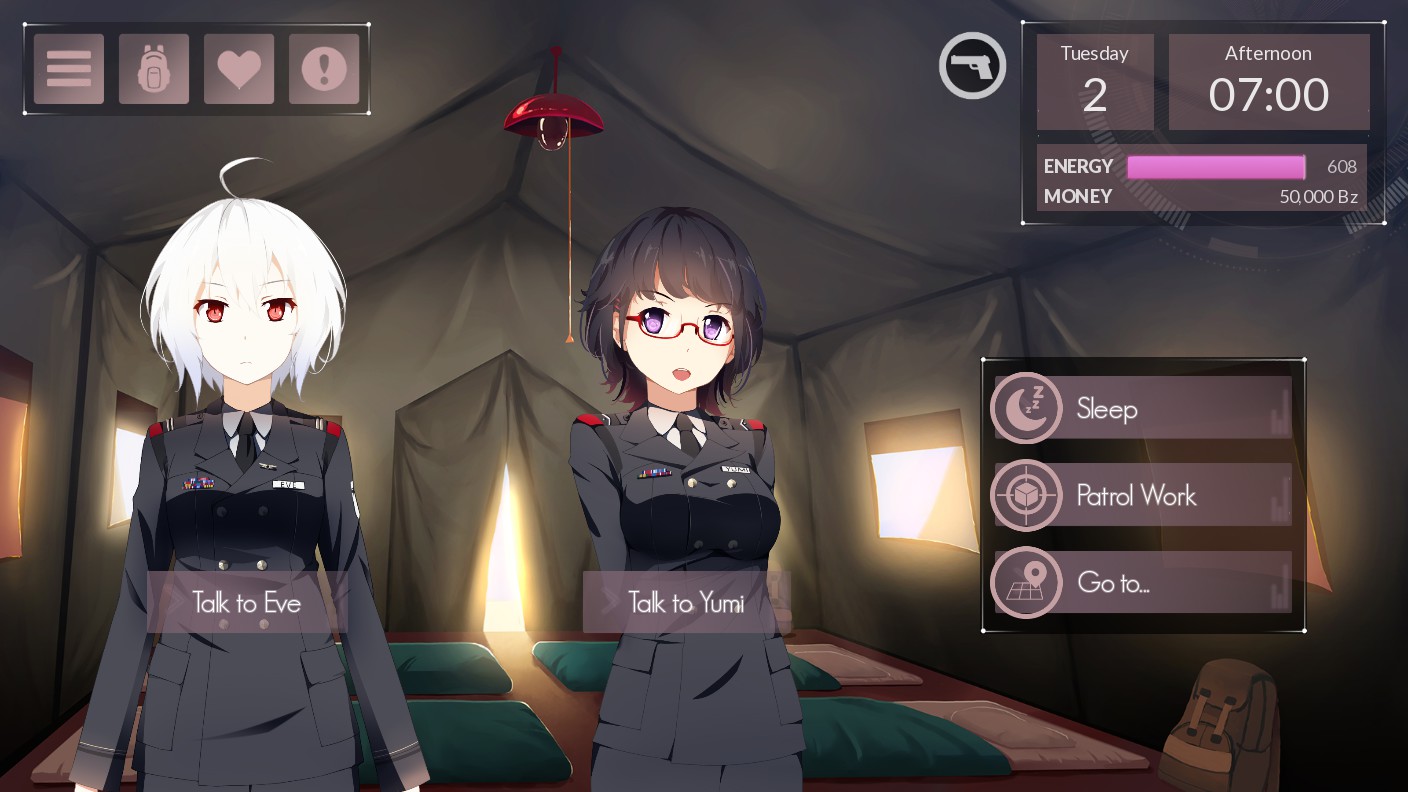 Tuesday
2
Afternoon
07:00
ENERGY 608
MONEY 50,000 Bz
EVE
YUMI
Sleep
Patrol Work
Go to...
Talk to Eve
Talk to Yumi